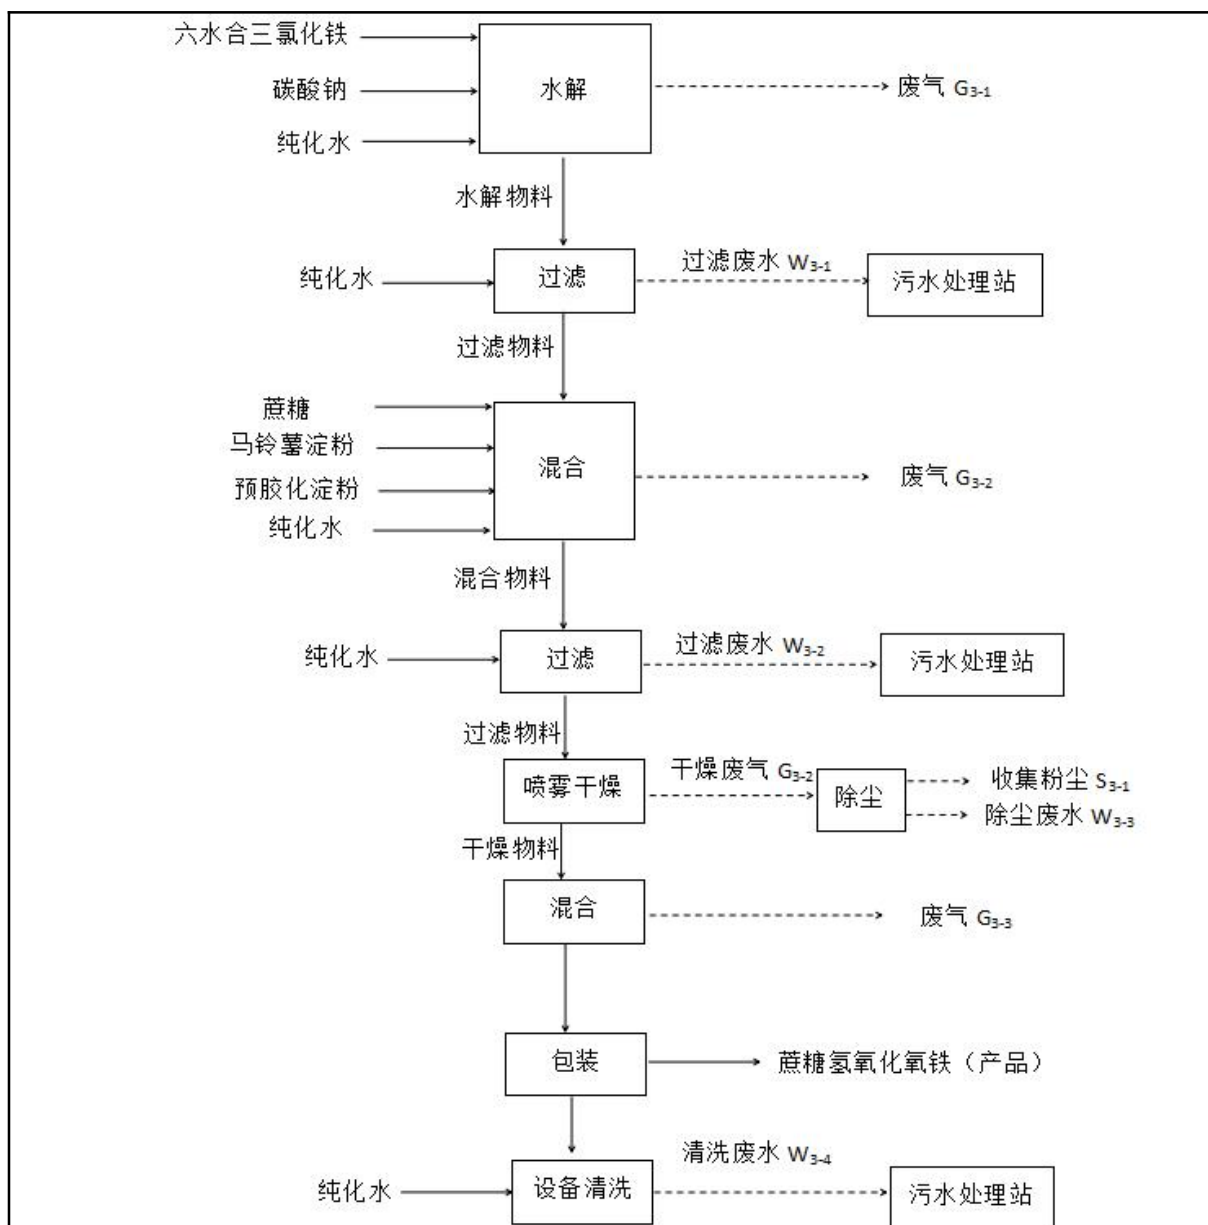 六水合三氯化铁
碳酸钠
纯化水
水解
废气 G3-1
水解物料
纯化水
过滤
过滤废水 W3-1
污水处理站
过滤物料
蔗糖
马铃薯淀粉
预胶化淀粉
纯化水
混合
废气 G3-2
混合物料
纯化水
过滤
过滤废水 W3-2
污水处理站
过滤物料
喷雾干燥
干燥废气 G3-2
除尘
收集粉尘 S3-1
除尘废水 W3-3
干燥物料
混合
废气 G3-3
包装
蔗糖氢氧化氧铁（产品）
纯化水
设备清洗
清洗废水 W3-4
污水处理站